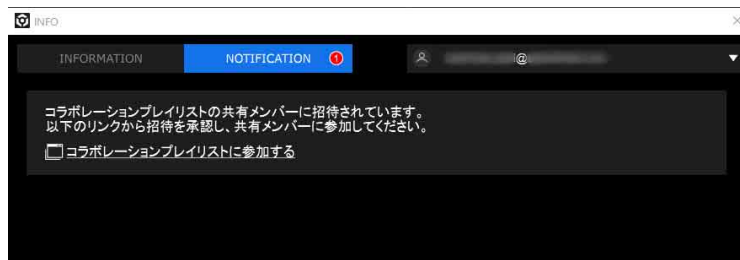 INFO
INFORMATION
NOTIFICATION 1
@
コラボレーションプレイリストの共有メンバーに招待されています。
以下のリンクから招待を承認し、共有メンバーに参加してください。
コラボレーションプレイリストに参加する